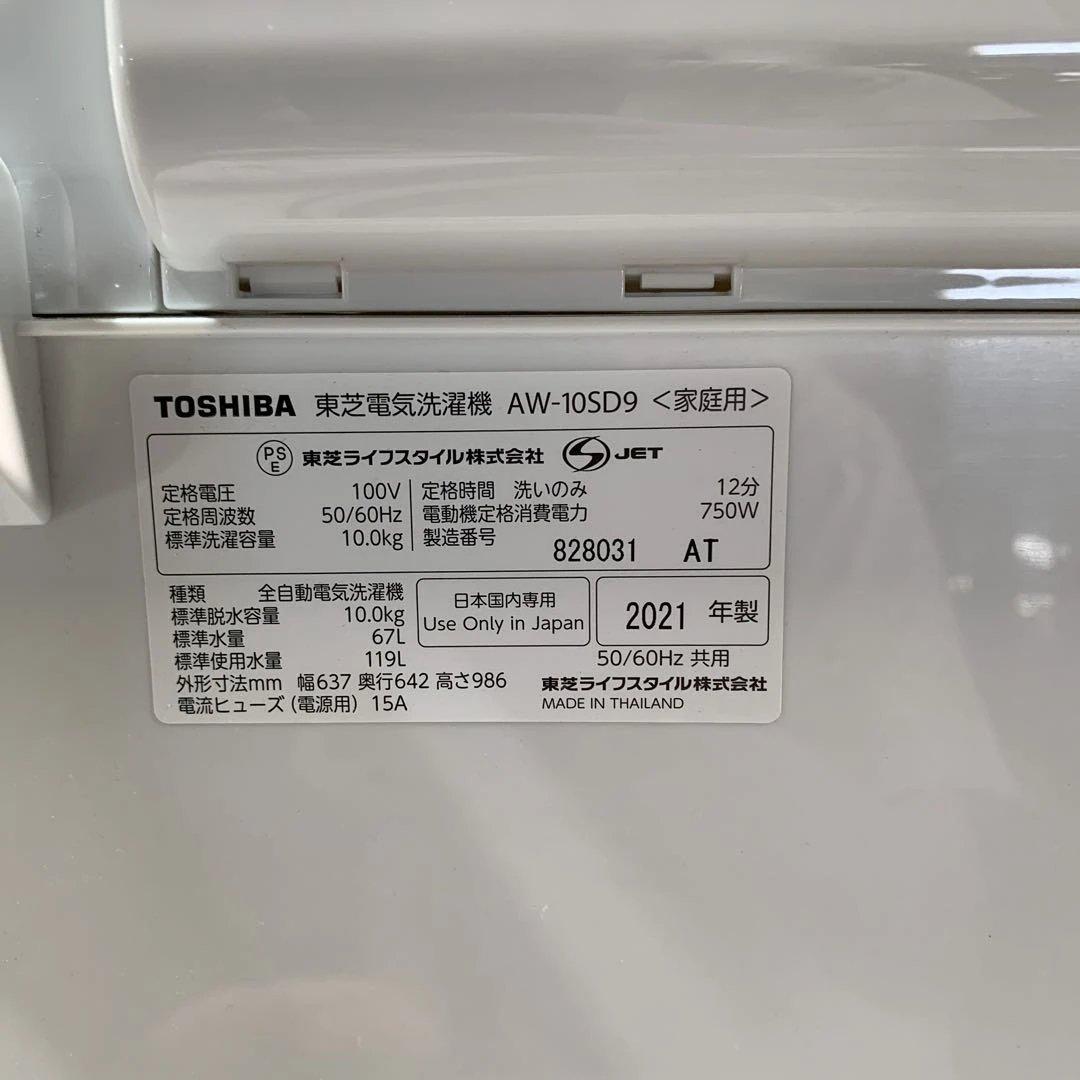 TOSHIBA 東芝電気洗濯機 AW-10SD9 <家庭用>
PS E 東芝ライフスタイル株式会社 S JET
定格電圧 100V
定格周波数 50/60Hz
標準洗濯容量 10.0kg
定格時間 洗いのみ 12分
電動機定格消費電力 750W
製造番号 828031 AT
種類 全自動電気洗濯機
標準脱水容量 10.0kg
標準水量 67L
標準使用水量 119L
外形寸法mm 幅637 奥行642 高さ986
電流ヒューズ (電源用) 15A
日本国内専用
Use Only in Japan
2021 年製
50/60Hz 共用
東芝ライフスタイル株式会社
MADE IN THAILAND